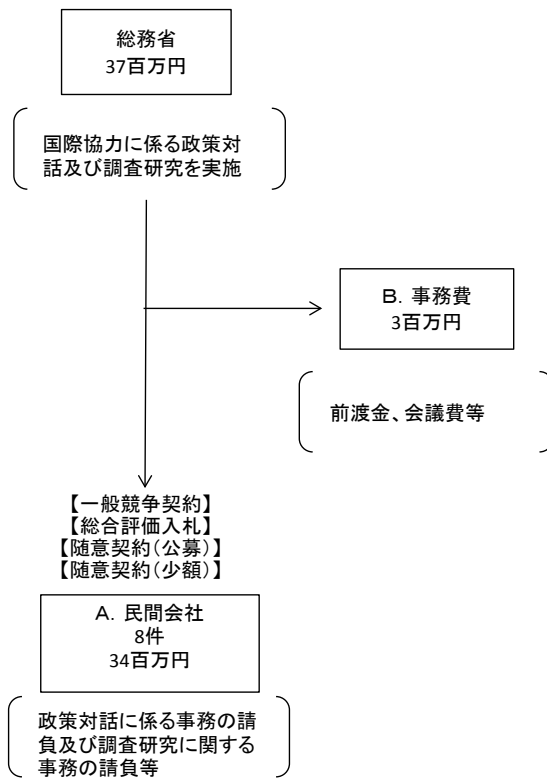 総務省
37百万円
国際協力に係る政策対
話及び調査研究を実施
B. 事務費
3百万円
前渡金、会議費等
【一般競争契約】
【総合評価入札】
【随意契約（公募）】
【随意契約（少額）】
A. 民間会社
8件
34百万円
政策対話に係る事務の請
負及び調査研究に関する
事務の請負等